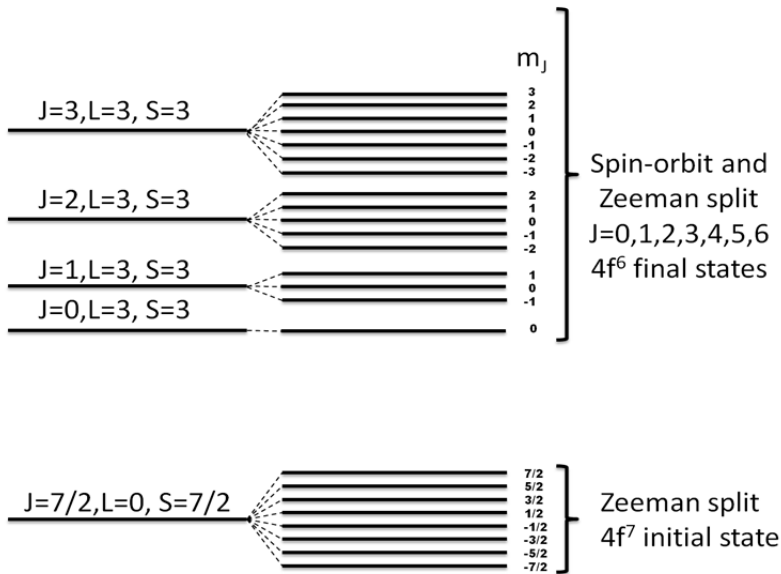 m_J
J=3,L=3, S=3
3
2
1
0
-1
-2
-3
J=2,L=3, S=3
2
1
0
-1
-2
J=1,L=3, S=3
1
0
-1
J=0,L=3, S=3
0
Spin-orbit and
Zeeman split
J=0,1,2,3,4,5,6
4f⁶ final states
J=7/2,L=0, S=7/2
7/2
5/2
3/2
1/2
-1/2
-3/2
-5/2
-7/2
Zeeman split
4f⁷ initial state